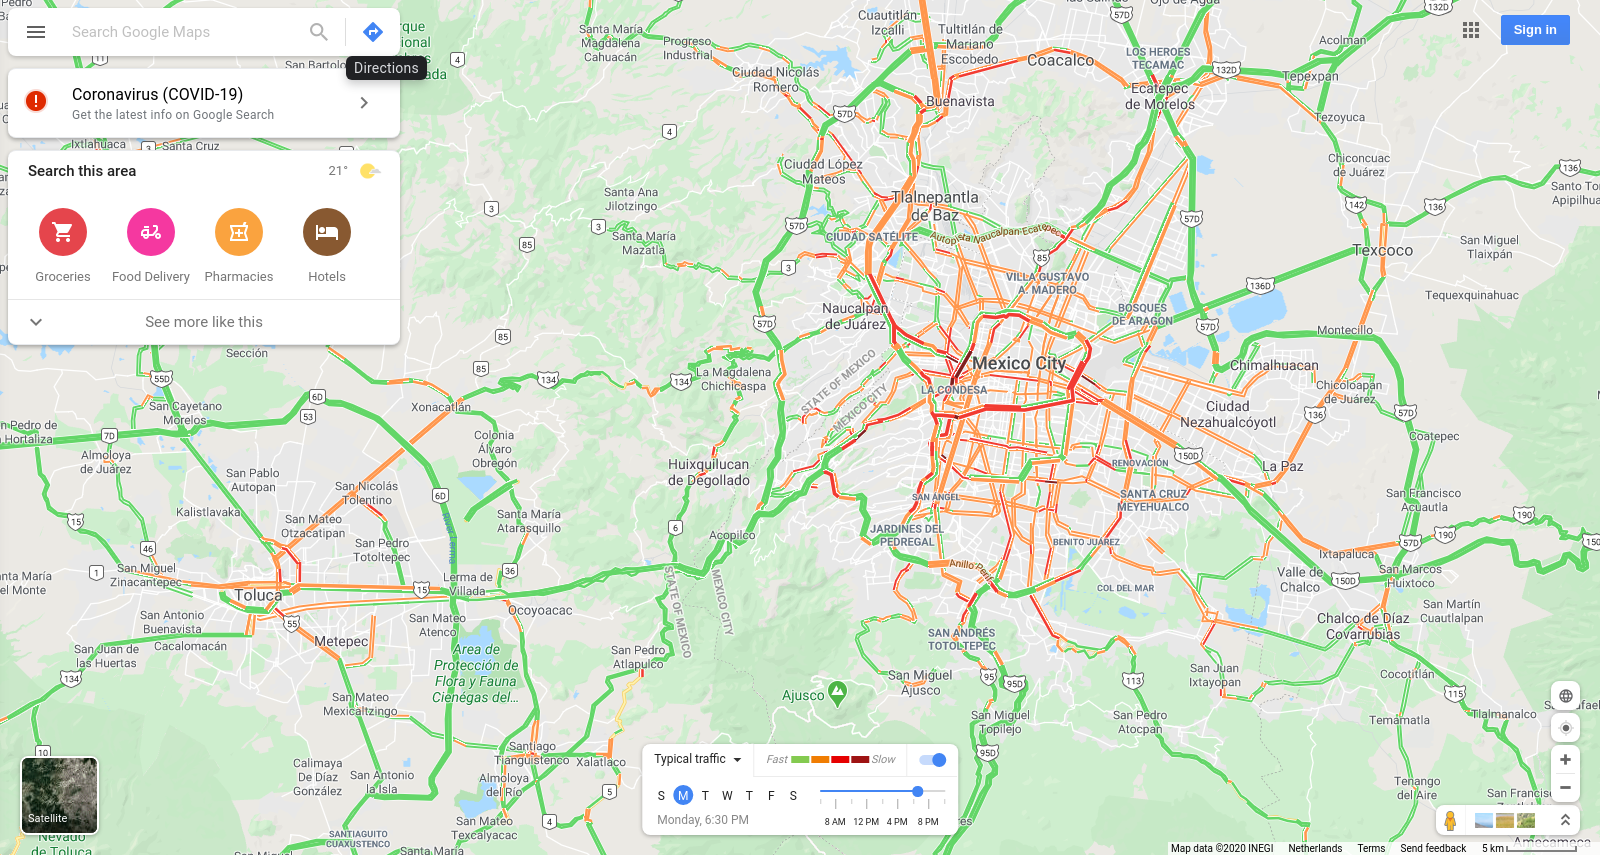 Search Google Maps
Directions
Coronavirus (COVID-19)
Get the latest info on Google Search
Search this area
21°
Groceries
Food Delivery
Pharmacies
Hotels
See more like this
Sign in
Cuautitlán
Izcalli
Tultitlán de
Mariano
Escobedo
Ojo de Agua
Santa María
Magdalena
Cahuacán
Progreso
Industrial
Ciudad Nicolás
Romero
Coacalco
Buenavista
LOS HEROES
TECAMAC
Ecatepec
de Morelos
Acolman
Tepexpan
Tezoyuca
Chiconcuac
de Juárez
Ixtlahuaca
Santa Cruz
San Bartolo
Ciudad López
Mateos
Tlalnepantla
de Baz
CIUDAD SATÉLITE
Autopista Naucalpan-Ecatepec
Santa Ana
Jilotzingo
Santa María
Mazatla
VILLA GUSTAVO
A. MADERO
BOSQUES
DE ARAGON
Texcoco
San Miguel
Tlaixpán
Tequexquinahuac
Santo To
Apipilhua
Naucalpan
de Juárez
Montecillo
Chimalhuacan
Mexico City
LA CONDESA
STATE OF MEXICO
MEXICO CITY
Sección
La Magdalena
Chichicaspa
San Cayetano
Morelos
Xonacatlán
Pedro de
Hortaliza
Almoloya
de Juárez
Colonia
Álvaro
Obregón
San Pablo
Autopan
San Nicolás
Tolentino
Kalistlavaka
San Mateo
Otzacatipan
Santa María
Atarasquillo
Huixquilucan
de Degollado
Ciudad
Nezahualcóyotl
Chicoloapan
de Juárez
Coatepec
La Paz
RENOVACIÓN
SANTA CRUZ
MEYEHUALCO
SAN ANGEL
JARDINES DEL
PEDREGAL
BENITO JUÁREZ
San Francisco
Acuautla
San Pedro
Totoltepec
Acopilco
Anillo Perif
Ixtapaluca
Valle de
Chalco
San Marcos
Huixtoco
COL DEL MAR
San Miguel
Zinacantepec
Toluca
Lerma de
Villada
Ocoyoacac
San Antonio
Buenavista
San Mateo
Atenco
Metepec
Cacalomacán
San Juan de
las Huertas
STATE OF MEXICO
MEXICO CITY
Chalco de Díaz
Covarrubias
San Martín
Cuautlalpan
SAN ANDRÉS
TOTOLTEPEC
San Pedro
Atlapulco
Área de
Protección de
Flora y Fauna
Ciénegas del...
Ajusco
San Miguel
Ajusco
San Juan
Ixtayopan
Cocotitlán
San Mateo
Mexicaltzingo
San Miguel
Topilejo
San Pedro
Atocpan
Temámatla
Tlalmanalco
Santiago
Tianguistenco
Xalatlaco
Calimaya
De Díaz
González
San Antonio
la Isla
Almoloya
del Río
Tenango
del Aire
San Mateo
Texcalyacac
SANTIAGUITO
CUAXUSTENCO
Santa María
Nevado
de Toluca
Amecameca
Satellite
Typical traffic
Fast
Slow
S M T W T F S
Monday, 6:30 PM
8 AM 12 PM 4 PM 8 PM
Map data ©2020 INEGI Netherlands Terms Send feedback 5 km